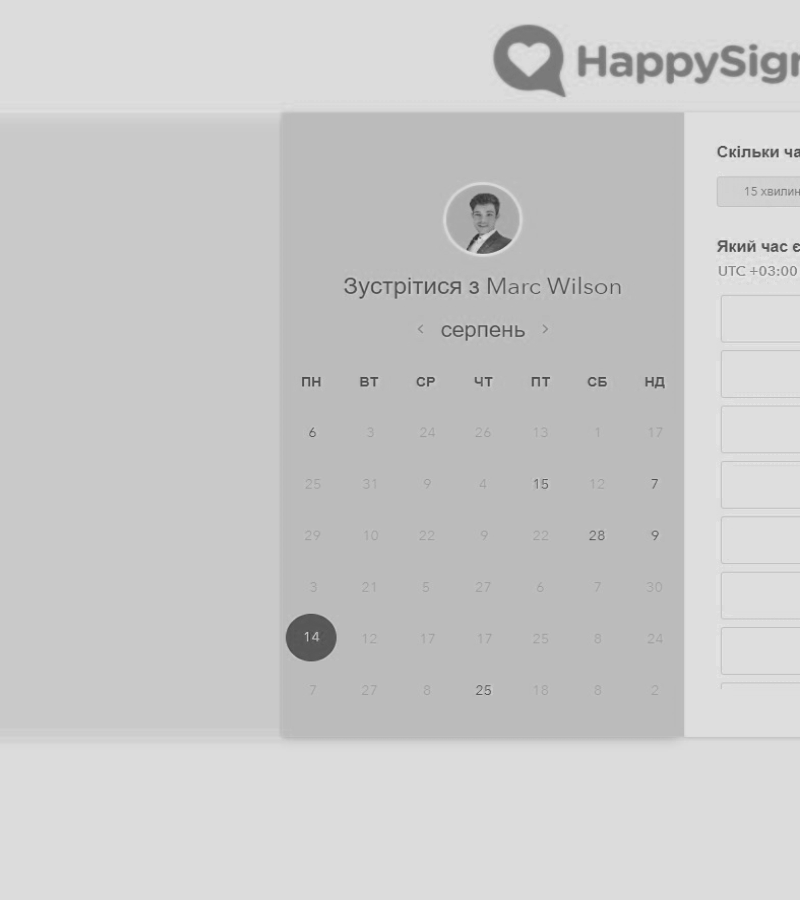 HappySign
Зустрітися з Marc Wilson
< серпень >
ПН ВТ СР ЧТ ПТ СБ НД
6 3 24 26 13 1 17
25 31 9 4 15 12 7
29 10 22 9 22 28 9
3 21 5 27 6 7 30
14 12 17 17 25 8 24
7 27 8 25 18 8 2
Скільки
15
Який час є
UTC +03:00